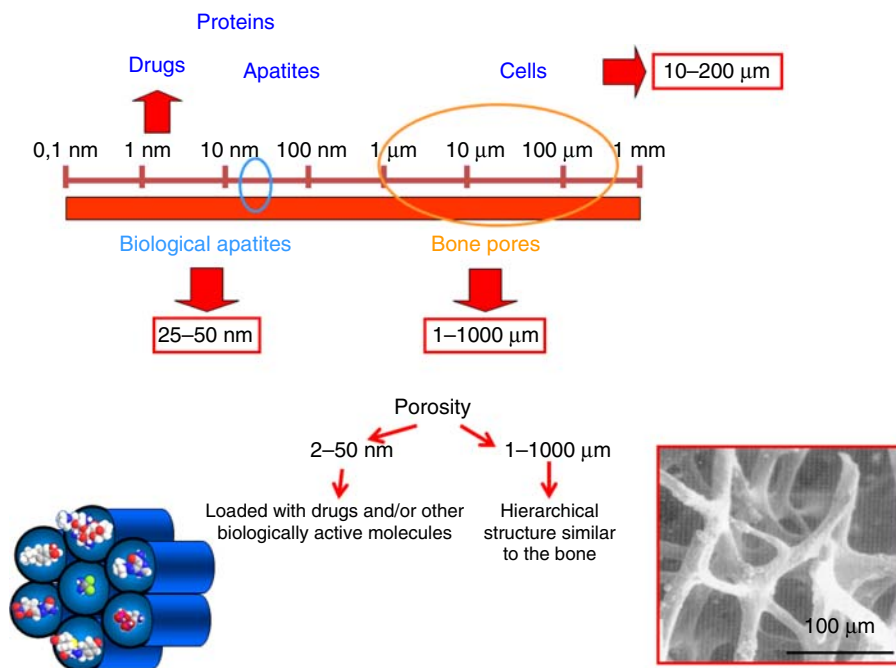 Proteins
Drugs
Apatites
Cells
10–200 μm
0,1 nm
1 nm
10 nm
100 nm
1 μm
10 μm
100 μm
1 mm
Biological apatites
Bone pores
25–50 nm
1–1000 μm
Porosity
2–50 nm
1–1000 μm
Loaded with drugs and/or other
biologically active molecules
Hierarchical
structure similar
to the bone
100 μm